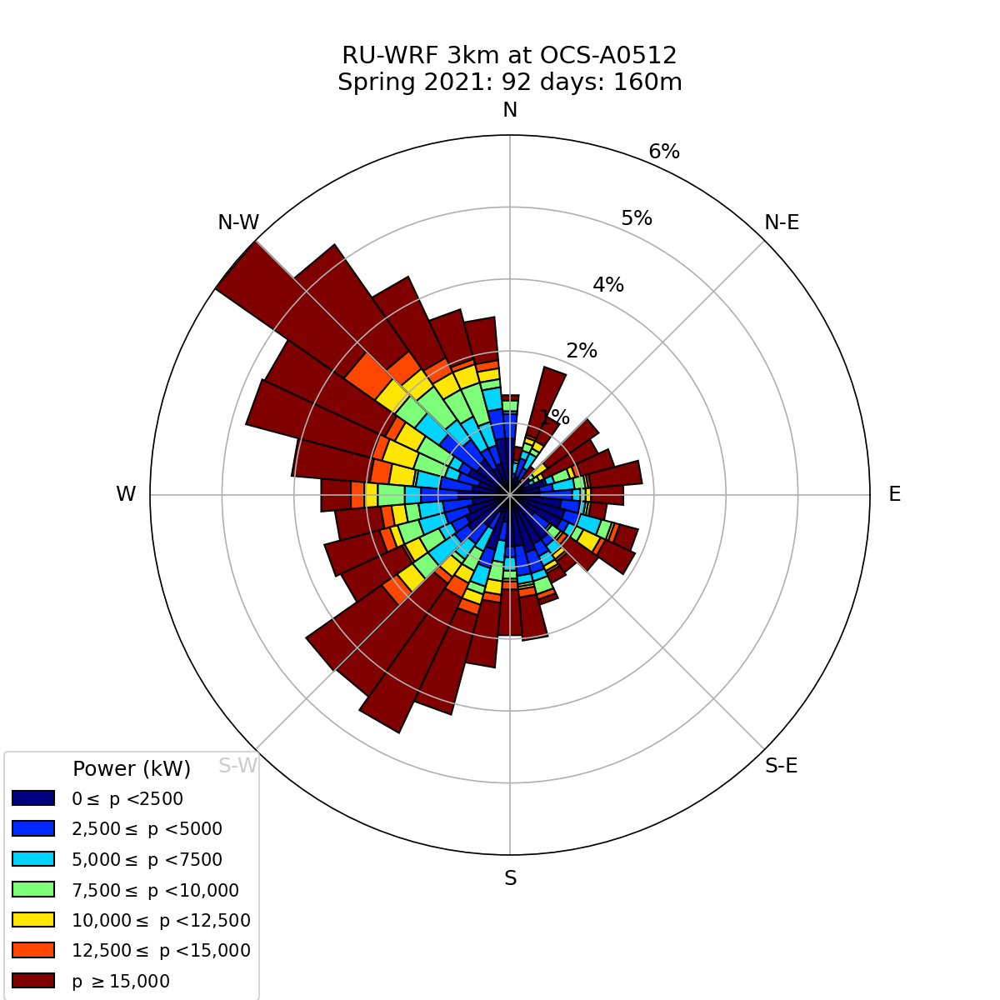 RU-WRF 3km at OCS-A0512
Spring 2021: 92 days: 160m
N
6%
N-W
N-E
5%
4%
2%
1%
W
E
S-W
S-E
Power (kW)
0≤ p <2500
2,500≤ p <5000
5,000≤ p <7500
S
7,500≤ p <10,000
10,000≤ p <12,500
12,500≤ p <15,000
p ≥15,000